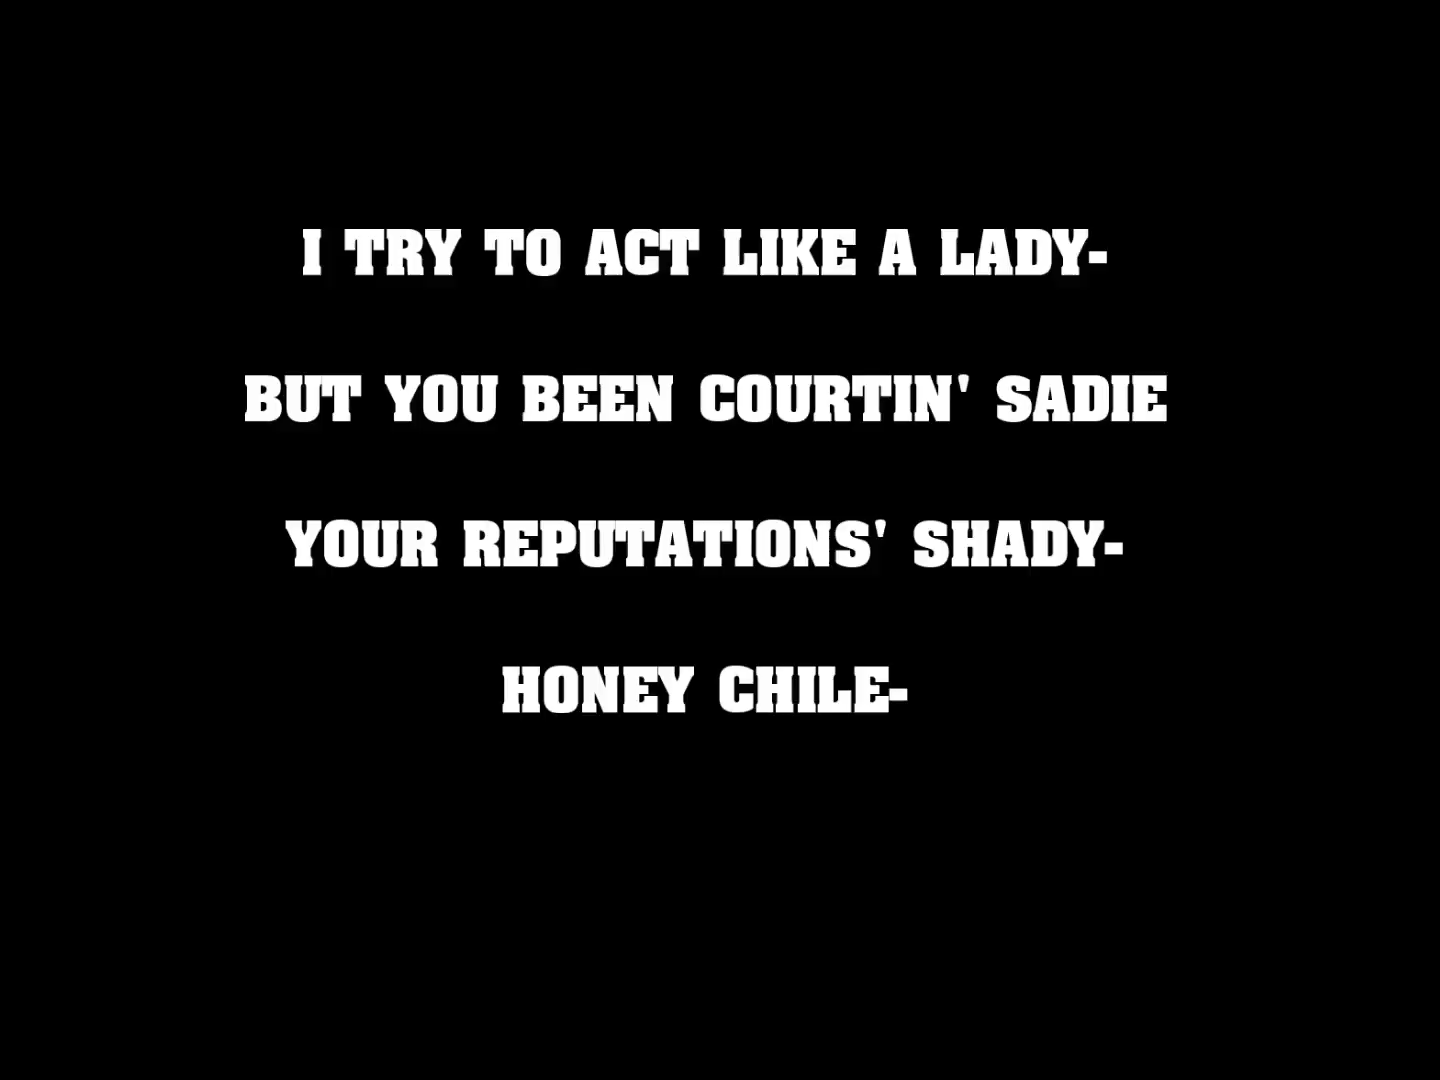 I TRY TO ACT LIKE A LADY-
BUT YOU BEEN COURTIN' SADIE
YOUR REPUTATIONS' SHADY-
HONEY CHILE-